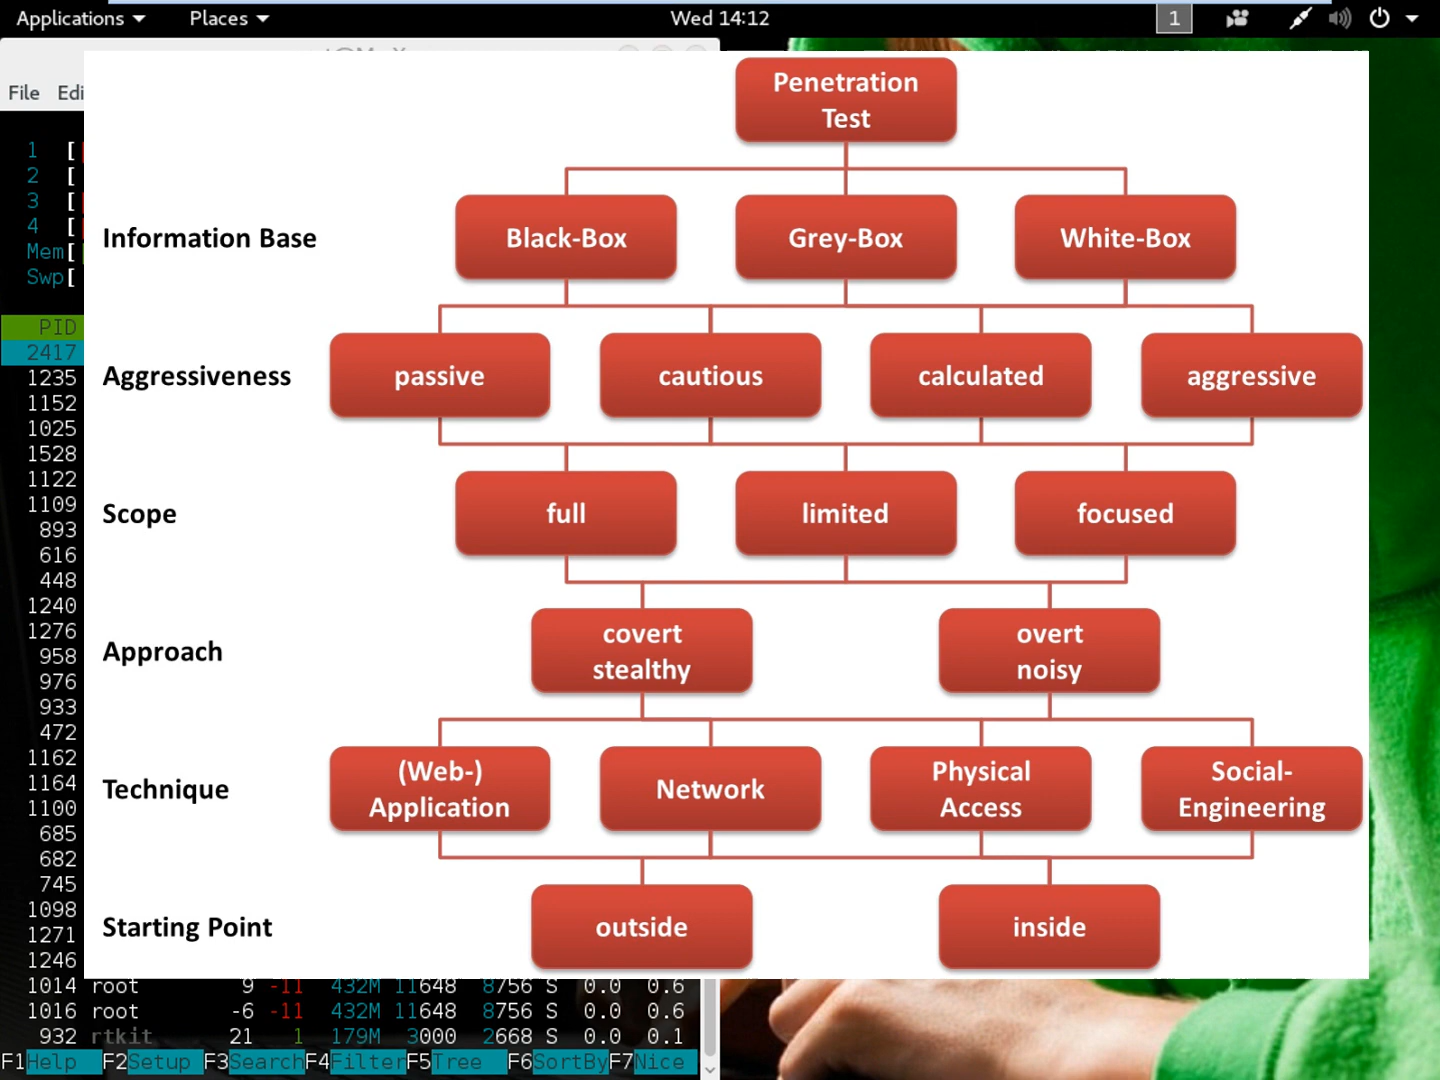 Applications Places Wed 14:12 1
File Edi
Penetration
Test
Information Base Black-Box Grey-Box White-Box
Aggressiveness passive cautious calculated aggressive
Scope full limited focused
Approach
covert
stealthy
overt
noisy
Technique
(Web-)
Application
Network
Physical
Access
Social-
Engineering
Starting Point outside inside
1 [
2 [
3 [
4 [
Mem[
Swp[
PID
2417
1235
1152
1025
1528
1122
1109
893
616
448
1240
1276
958
976
933
472
1162
1164
1100
685
682
745
1098
1271
1246
1014 root 9 -11 432M 11648 8756 S 0.0 0.6
1016 root -6 -11 432M 11648 8756 S 0.0 0.6
932 rtkit 21 1 179M 3000 2668 S 0.0 0.1
F1Help F2Setup F3SearchF4FilterF5Tree F6SortByF7Nice